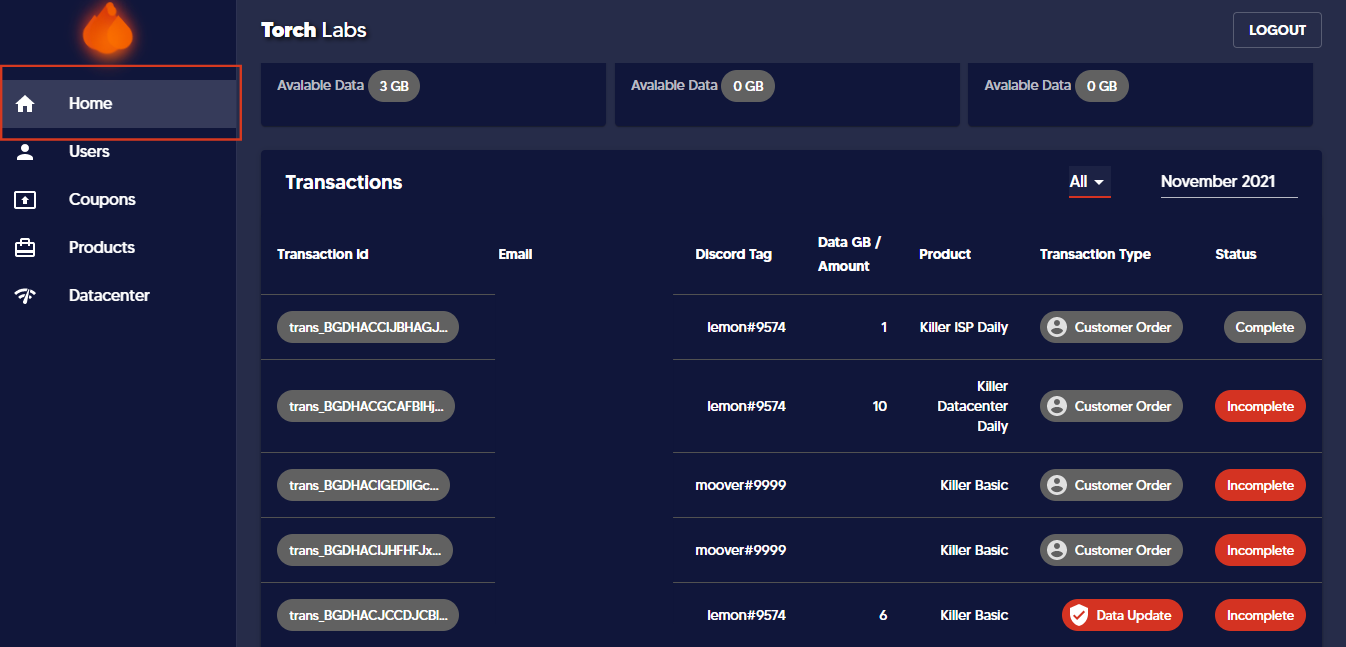 Torch Labs
LOGOUT
Home
Users
Coupons
Products
Datacenter
Avalable Data 3 GB
Avalable Data 0 GB
Avalable Data 0 GB
Transactions
All
November 2021
Transaction Id
Email
Discord Tag
Data GB /
Amount
Product
Transaction Type
Status
trans_BGDHACCIJBHAGJ...
lemon#9574
1
Killer ISP Daily
Customer Order
Complete
trans_BGDHACGCAFBIHj...
lemon#9574
10
Killer
Datacenter
Daily
Customer Order
Incomplete
trans_BGDHACIGEDIIGc...
moover#9999
Killer Basic
Customer Order
Incomplete
trans_BGDHACIJHFHFJx...
moover#9999
Killer Basic
Customer Order
Incomplete
trans_BGDHACJCCDJCBI...
lemon#9574
6
Killer Basic
Data Update
Incomplete